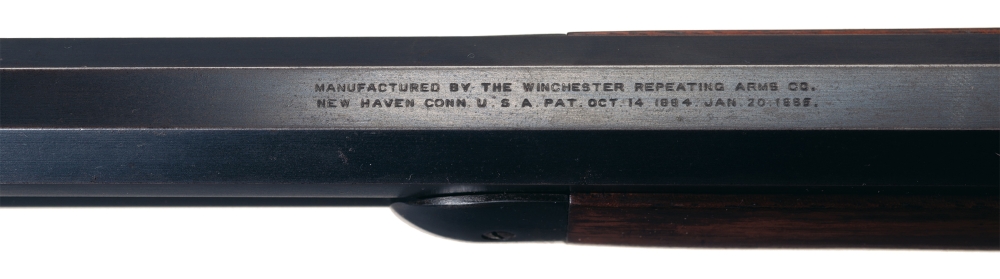 MANUFACTURED BY THE WINCHESTER REPEATING ARMS CO.
NEW HAVEN CONN. U. S. A. PAT. OCT. 14 1884. JAN. 20. 1885.